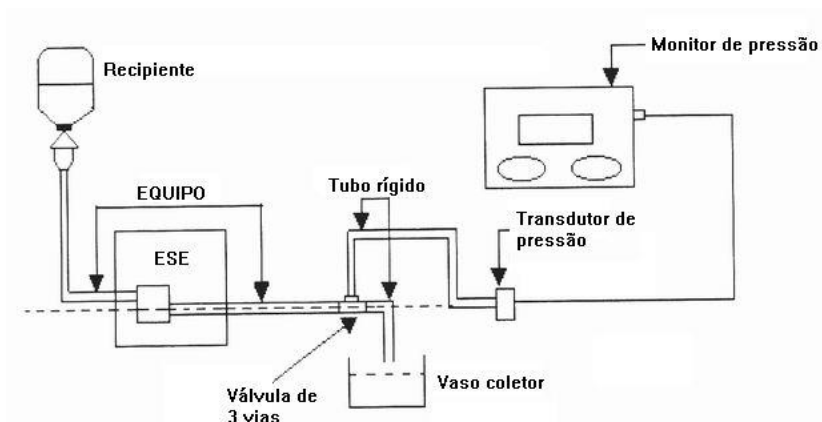 Monitor de pressão
Recipiente
EQUIPO
Tubo rígido
Transdutor de
pressão
ESE
Vaso coletor
Válvula de
3 vias